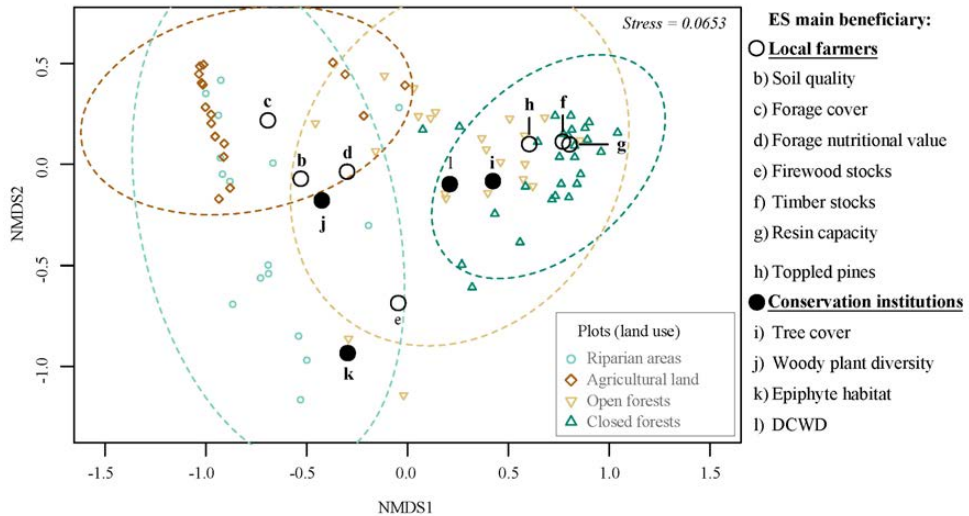 Stress = 0.0653
NMDS2
0.5
0.0
-0.5
-1.0
c
b
d
j
e
k
l
i
h
f
g
Plots (land use)
Riparian areas
Agricultural land
Open forests
Closed forests
-1.5
-1.0
-0.5
0.0
0.5
1.0
1.5
NMDS1
ES main beneficiary:
Local farmers
b) Soil quality
c) Forage cover
d) Forage nutritional value
e) Firewood stocks
f) Timber stocks
g) Resin capacity
h) Toppled pines
Conservation institutions
i) Tree cover
j) Woody plant diversity
k) Epiphyte habitat
l) DCWD